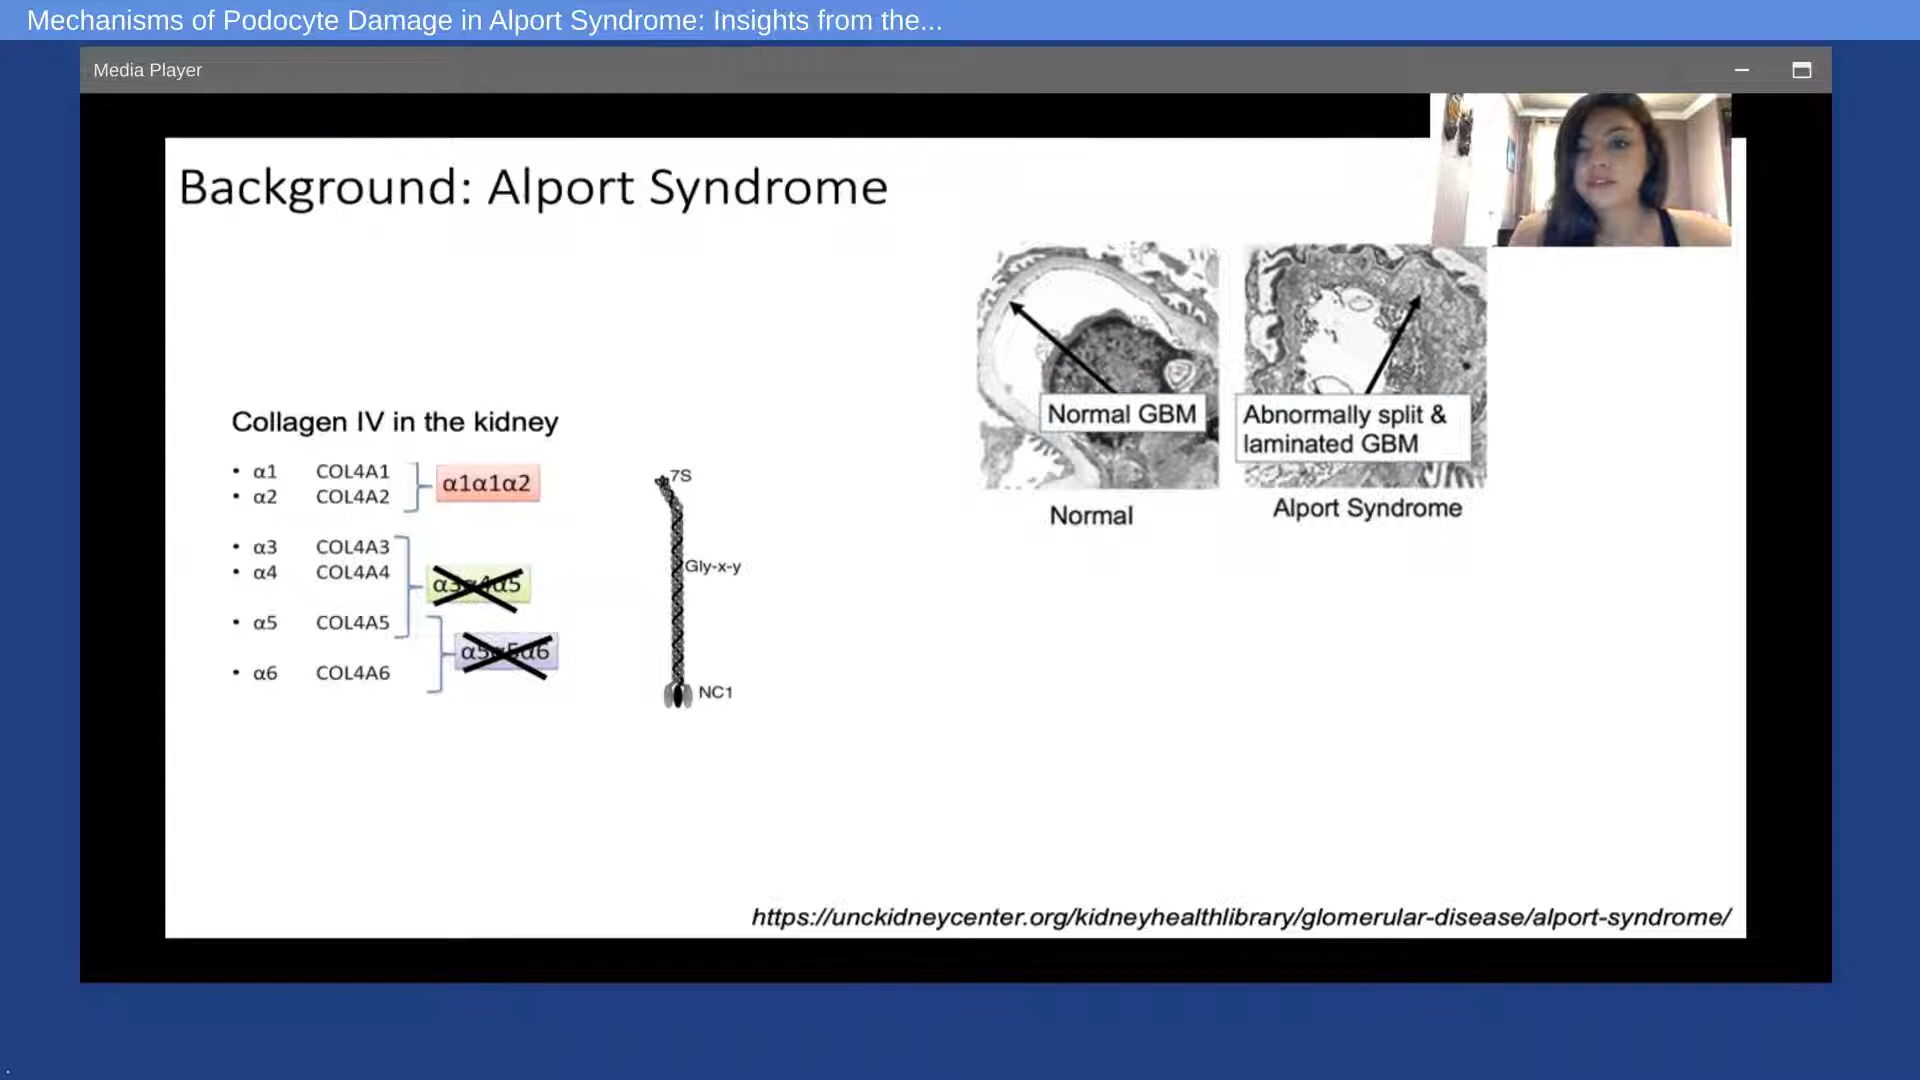 Mechanisms of Podocyte Damage in Alport Syndrome: Insights from the...
Media Player
Background: Alport Syndrome
Collagen IV in the kidney
• α1 COL4A1
• α2 COL4A2
α1α1α2
• α3 COL4A3
• α4 COL4A4
α3α4α5
• α5 COL4A5
α5α5α6
• α6 COL4A6
7S
Gly-x-y
NC1
Normal GBM
Normal
Abnormally split &
laminated GBM
Alport Syndrome
https://unckidneycenter.org/kidneyhealthlibrary/glomerular-disease/alport-syndrome/